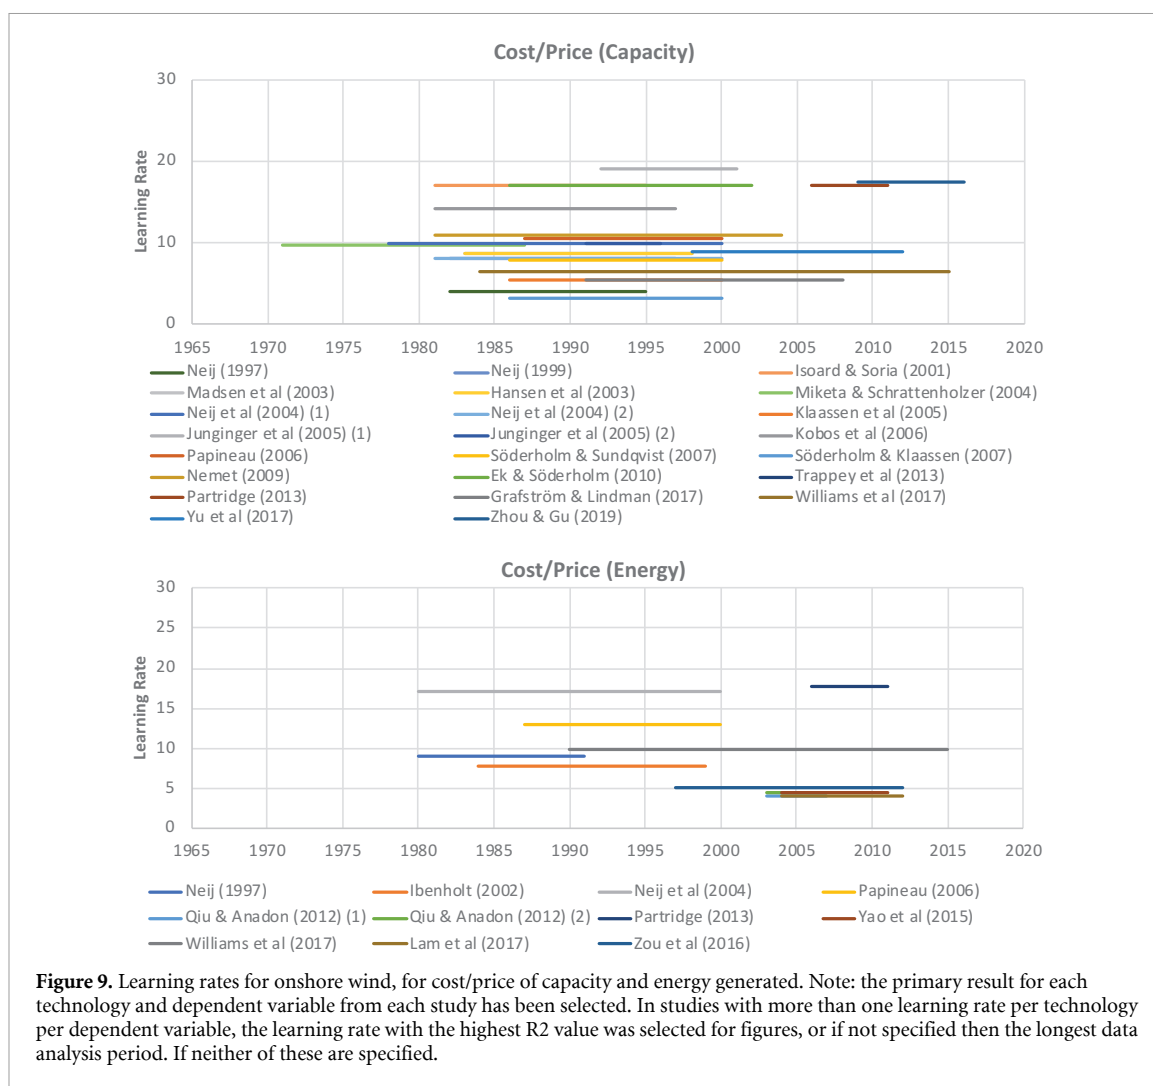 Cost/Price (Capacity)
30
20
10
0
Learning Rate
1965 1970 1975 1980 1985 1990 1995 2000 2005 2010 2015 2020
Neij (1997) Neij (1999) Isoard & Soria (2001)
Madsen et al (2003) Hansen et al (2003) Miketa & Schrattenholzer (2004)
Neij et al (2004) (1) Neij et al (2004) (2) Klaassen et al (2005)
Junginger et al (2005) (1) Junginger et al (2005) (2) Kobos et al (2006)
Papineau (2006) Söderholm & Sundqvist (2007) Söderholm & Klaassen (2007)
Nemet (2009) Ek & Söderholm (2010) Trappey et al (2013)
Partridge (2013) Grafström & Lindman (2017) Williams et al (2017)
Yu et al (2017) Zhou & Gu (2019)
Cost/Price (Energy)
30
25
20
15
10
5
0
Learning Rate
1965 1970 1975 1980 1985 1990 1995 2000 2005 2010 2015 2020
Neij (1997) Ibenholt (2002) Neij et al (2004) Papineau (2006)
Qiu & Anadon (2012) (1) Qiu & Anadon (2012) (2) Partridge (2013) Yao et al (2015)
Williams et al (2017) Lam et al (2017) Zou et al (2016)
Figure 9. Learning rates for onshore wind, for cost/price of capacity and energy generated. Note: the primary result for each
technology and dependent variable from each study has been selected. In studies with more than one learning rate per technology
per dependent variable, the learning rate with the highest R2 value was selected for figures, or if not specified then the longest data
analysis period. If neither of these are specified.